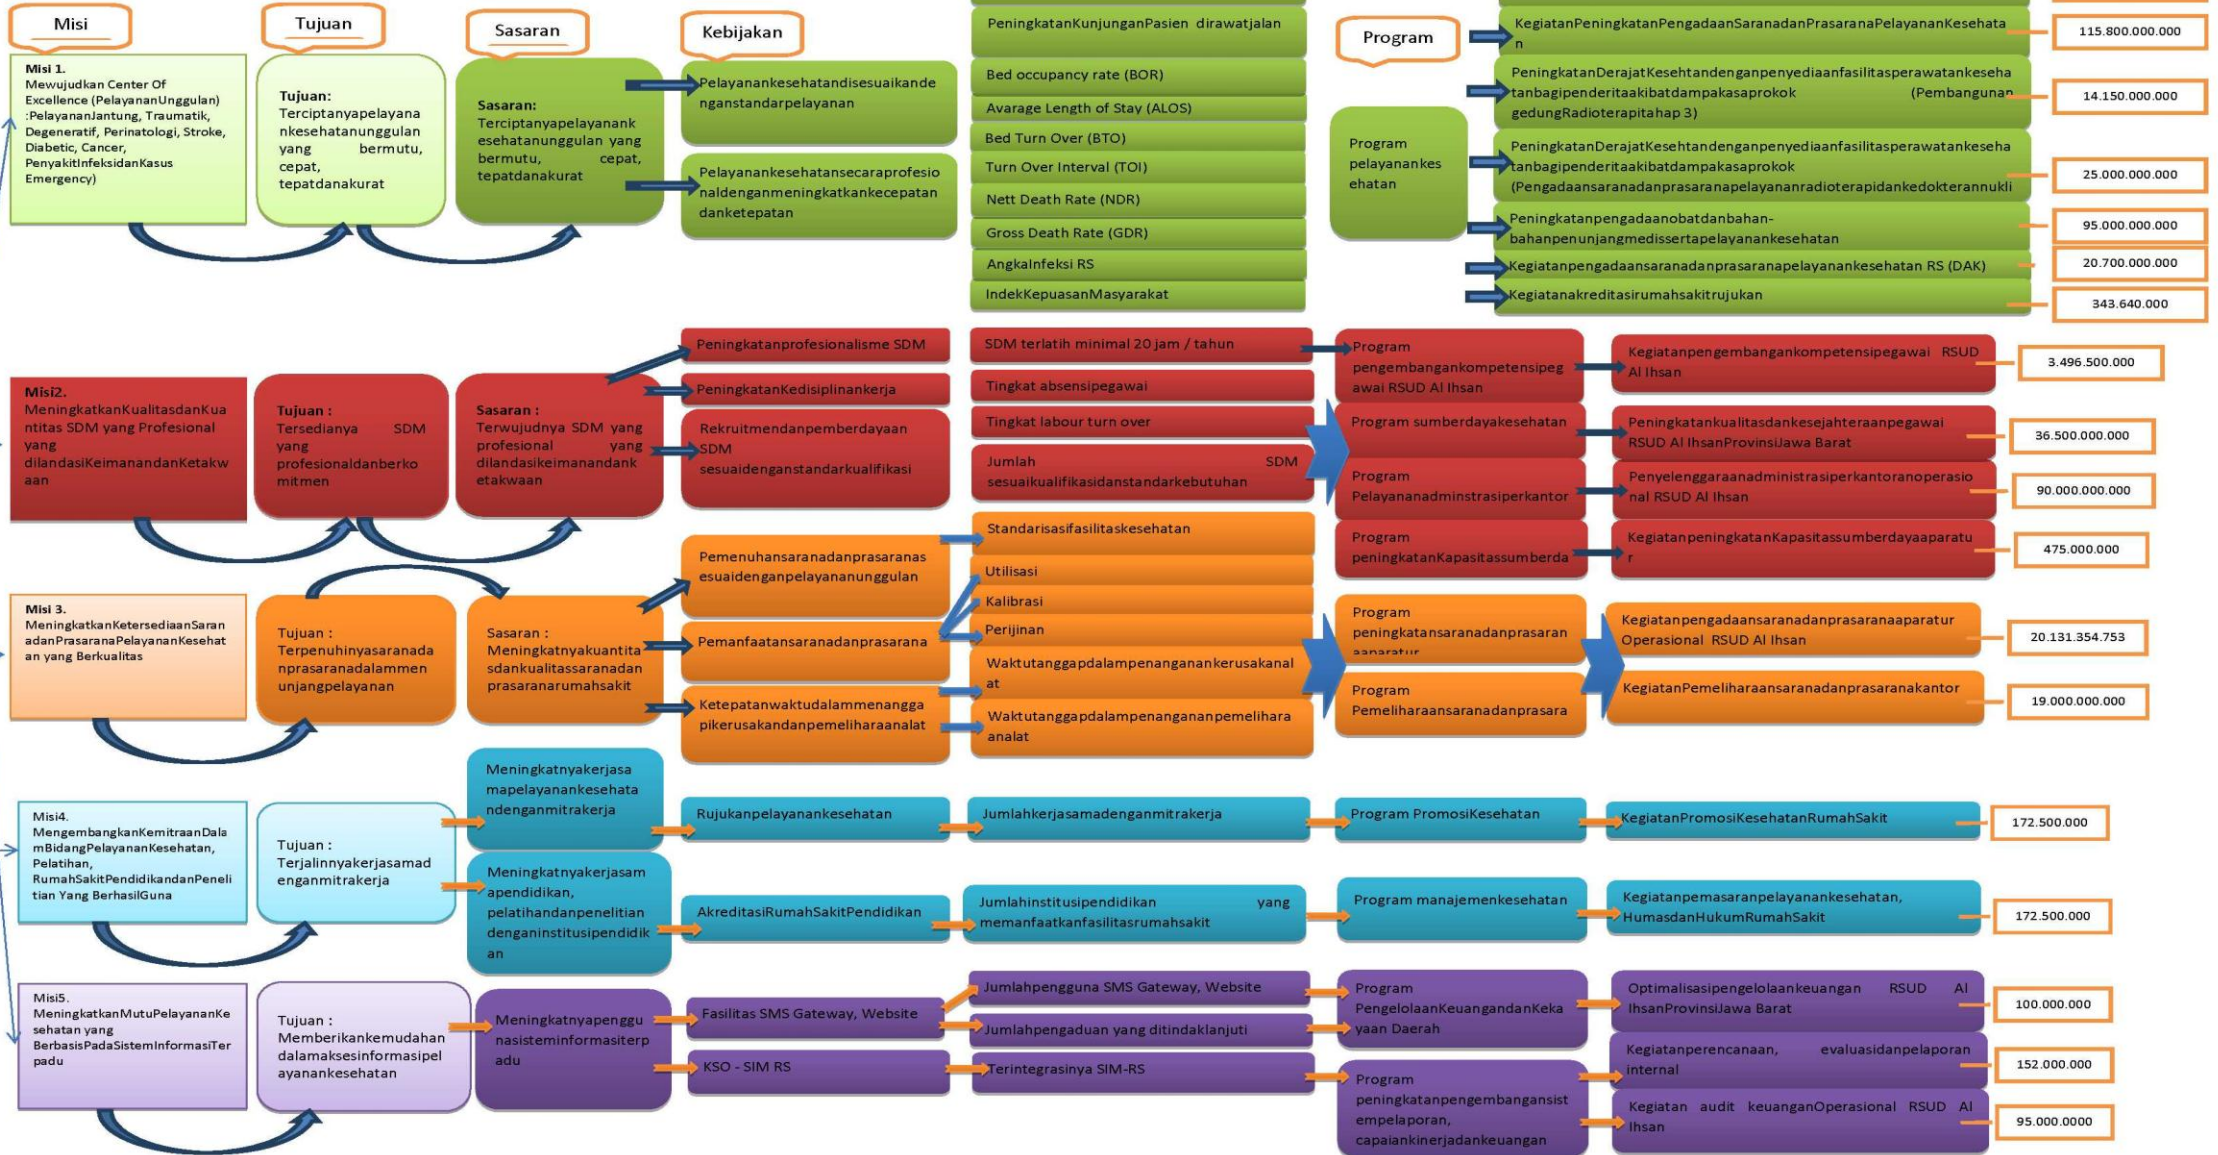 Misi
Tujuan
Sasaran
Kebijakan
Program
Misi 1.
Mewujudkan Center Of
Excellence (PelayananUnggulan)
:PelayananJantung, Traumatik,
Degeneratif, Perinatologi, Stroke,
Diabetic, Cancer,
PenyakitInfeksidanKasus
Emergency)
Tujuan:
Terciptanyapelayana
nkesehatanunggulan
yang bermutu,
cepat,
tepatdanakurat
Sasaran:
Terciptanyapelayanank
esehatanunggulan yang
bermutu, cepat,
tepatdanakurat
Pelayanankesehatandisesuaikande
nganstandarpelayanan
Pelayanankesehatansecaraprofesio
naldenganmeningkatkankecepatan
danketepatan
PeningkatanKunjunganPasien dirawatjalan
Bed occupancy rate (BOR)
Avarage Length of Stay (ALOS)
Bed Turn Over (BTO)
Turn Over Interval (TOI)
Nett Death Rate (NDR)
Gross Death Rate (GDR)
AngkaInfeksi RS
IndekKepuasanMasyarakat
Program
pelayanankes
ehatan
KegiatanPeningkatanPengadaanSaranadanPrasaranaPelayananKesehata
n
115.800.000.000
PeningkatanDerajatKesehtandenganpenyediaanfasilitasperawatankeseha
tanbagipenderitaakibatdampakasaprokok (Pembangunan
gedungRadioterapitahap 3)
14.150.000.000
PeningkatanDerajatKesehtandenganpenyediaanfasilitasperawatankeseha
tanbagipenderitaakibatdampakasaprokok
(Pengadaansaranadanprasaranapelayananradioterapidankedokterannukli
25.000.000.000
Peningkatanpengadaanobatdanbahan-
bahanpenunjangmedissertapelayanankesehatan
95.000.000.000
Kegiatanpengadaansaranadanprasaranapelayanankesehatan RS (DAK)
20.700.000.000
Kegiatanakreditasirumahsakitrujukan
343.640.000
Misi2.
MeningkatkanKualitasdanKua
ntitas SDM yang Profesional
yang
dilandasiKeimanandanKetakw
aan
Tujuan :
Tersedianya SDM
yang
profesionaldanberko
mitmen
Sasaran :
Terwujudnya SDM yang
profesional yang
dilandasikeimanandank
etakwaan
Peningkatanprofesionalisme SDM
PeningkatanKedisiplinankerja
Rekruitmendanpemberdayaan
SDM
sesuaidenganstandarkualifikasi
SDM terlatih minimal 20 jam / tahun
Tingkat absensipegawai
Tingkat labour turn over
Jumlah SDM
sesuaikualifikasidanstandarkebutuhan
Program
pengembangankompetensipeg
awai RSUD Al Ihsan
Program sumberdayakesehatan
Program
Pelayananadminstrasiperkantor
Program
peningkatanKapasitassumberda
Kegiatanpengembangankompetensipegawai RSUD
Al Ihsan
3.496.500.000
Peningkatankualitasdankesejahteraanpegawai
RSUD Al IhsanProvinsiJawa Barat
36.500.000.000
Penyelenggaraanadministrasiperkantoranoperasio
nal RSUD Al Ihsan
90.000.000.000
KegiatanpeningkatanKapasitassumberdayaaparatu
r
475.000.000
Misi 3.
MeningkatkanKetersediaanSaran
adanPrasaranaPelayananKesehat
an yang Berkualitas
Tujuan :
Terpenuhinyasaranada
nprasaranadalammen
unjangpelayanan
Sasaran :
Meningkatnyakuantita
sdankualitassaranadan
prasaranarumahsakit
Pemenuhansaranadanprasaranas
esuaidenganpelayananunggulan
Pemanfaatansaranadanprasarana
Ketepatanwaktudalammenangga
pikerusakandanpemeliharaanalat
Standarisasifasilitaskesehatan
Utilisasi
Kalibrasi
Perijinan
Waktutanggapdalampenanganankerusakanal
at
Waktutanggapdalampenangananpemelihara
analat
Program
peningkatansaranadanprasaran
aaparatur
Program
Pemeliharaansaranadanprasara
Kegiatanpengadaansaranadanprasaranaaparatur
Operasional RSUD Al Ihsan
20.131.354.753
KegiatanPemeliharaansaranadanprasaranakantor
19.000.000.000
Misi4.
MengembangkanKemitraanDala
mBidangPelayananKesehatan,
Pelatihan,
RumahSakitPendidikandanPeneli
tian Yang BerhasilGuna
Tujuan :
Terjalinnyakerjasamad
enganmitrakerja
Meningkatnyakerjasa
mapelayanankesehata
ndenganmitrakerja
Meningkatnyakerjasam
apendidikan,
pelatihandanpenelitian
denganinstitusipendidik
an
Rujukanpelayanankesehatan
AkreditasiRumahSakitPendidikan
Jumlahkerjasamadenganmitrakerja
Jumlahinstitusipendidikan yang
memanfaatkanfasilitasrumahsakit
Program PromosiKesehatan
Program manajemenkesehatan
KegiatanPromosiKesehatanRumahSakit
172.500.000
Kegiatanpemasaranpelayanankesehatan,
HumasdanHukumRumahSakit
172.500.000
Misi5.
MeningkatkanMutuPelayananKe
sehatan yang
BerbasisPadaSistemInformasiTer
padu
Tujuan :
Memberikankemudahan
dalamaksesinformasipel
ayanankesehatan
Meningkatnyapenggu
nasisteminformasiterp
adu
Fasilitas SMS Gateway, Website
KSO - SIM RS
Jumlahpengguna SMS Gateway, Website
Jumlahpengaduan yang ditindaklanjuti
Terintegrasinya SIM-RS
Program
PengelolaanKeuangandanKeka
yaan Daerah
Program
peningkatanpengembangansist
empelaporan,
capaiankinerjadankeuangan
Optimalisasipengelolaankeuangan RSUD Al
IhsanProvinsiJawa Barat
100.000.000
Kegiatanperencanaan, evaluasidanpelaporan
internal
152.000.000
Kegiatan audit keuanganOperasional RSUD Al
Ihsan
95.000.0000